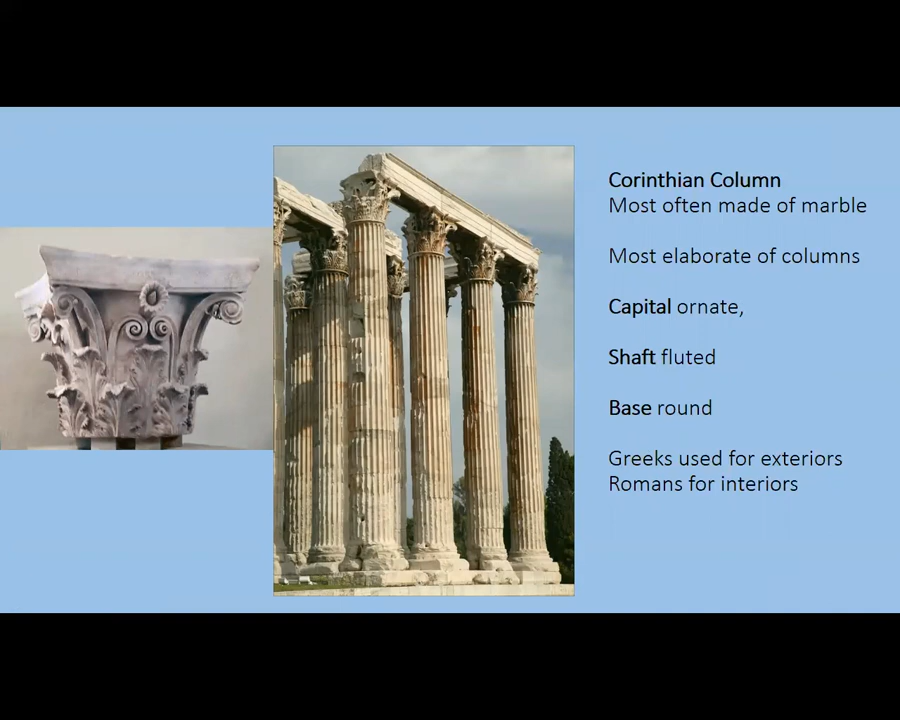 Corinthian Column
Most often made of marble
Most elaborate of columns
Capital ornate,
Shaft fluted
Base round
Greeks used for exteriors
Romans for interiors